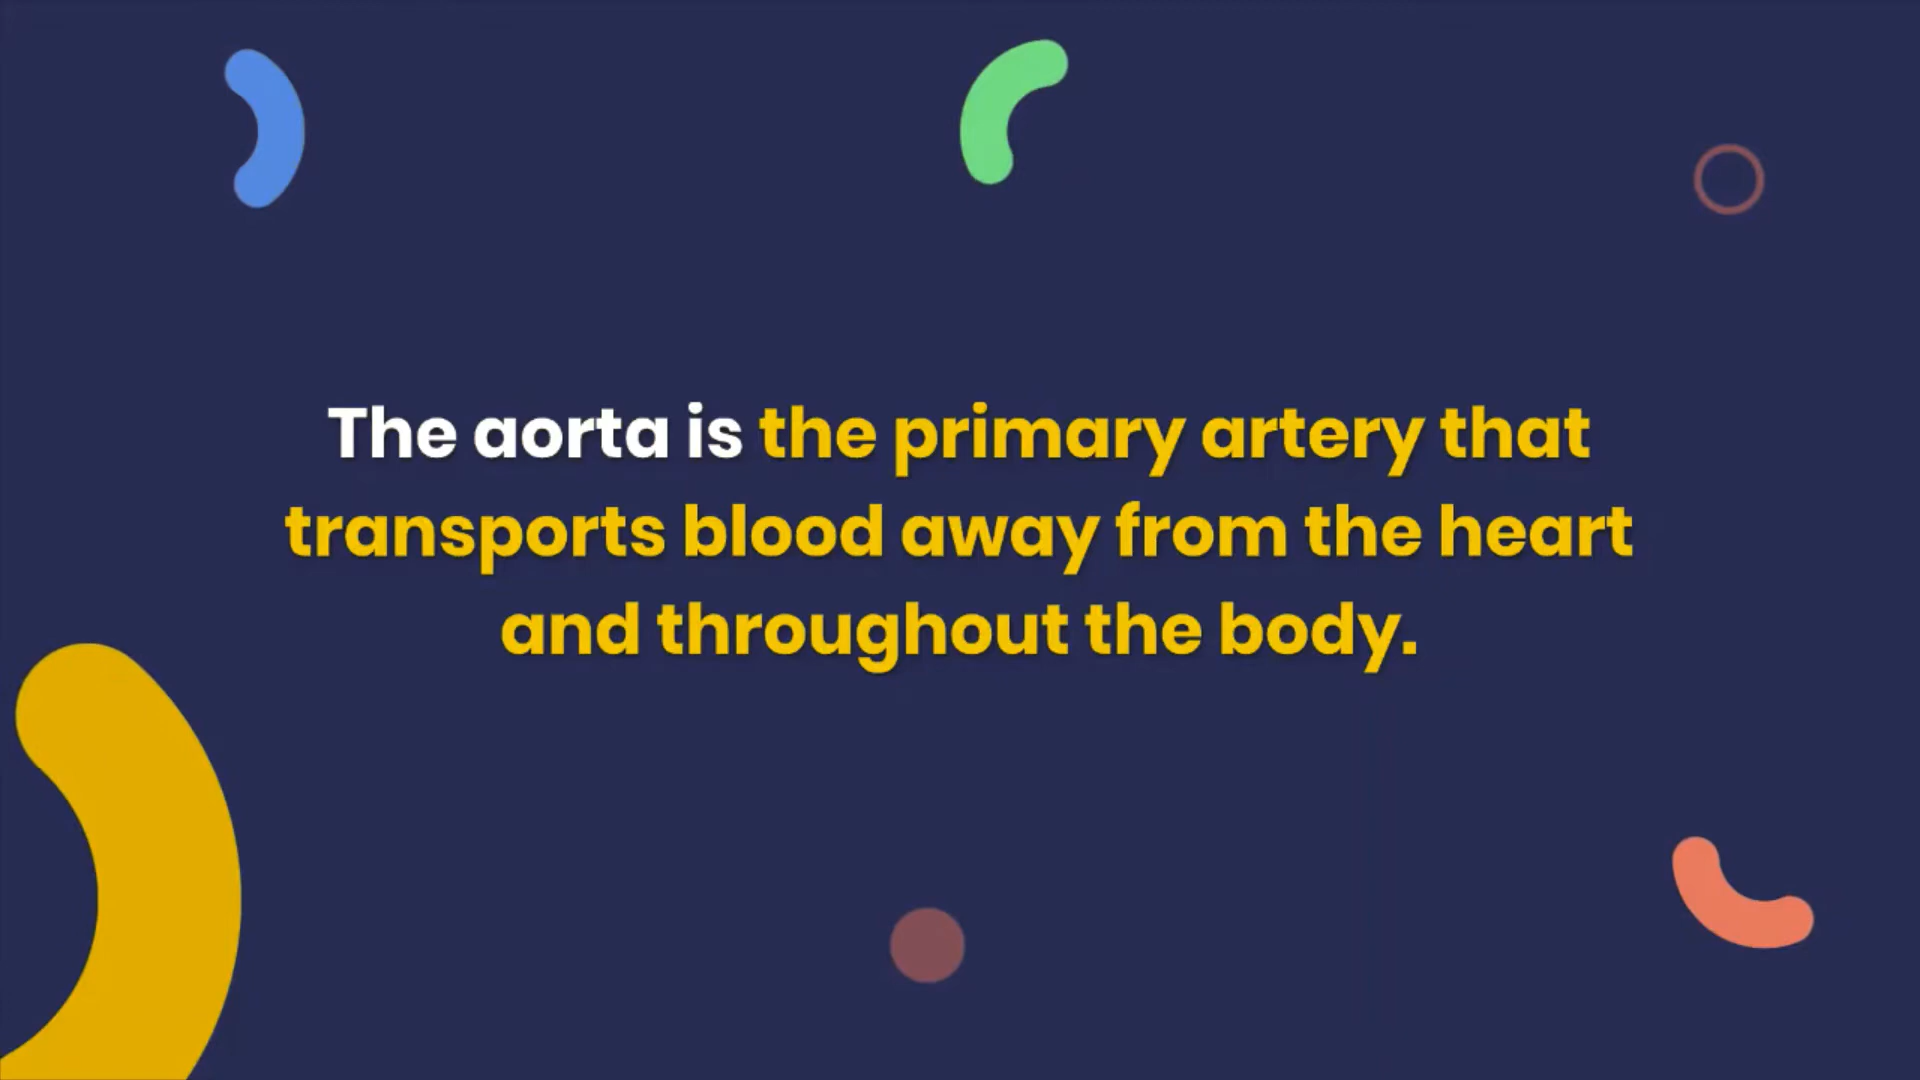 The aorta is the primary artery that
transports blood away from the heart
and throughout the body.